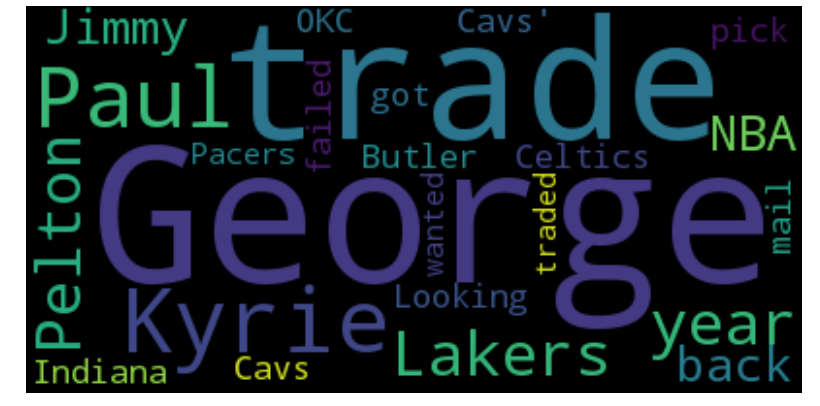 Jimmy OKC Cavs' pick
Paul trade
failed got NBA
Pacers Butler Celtics
Pelton George
wanted traded mail
Kyrie Looking
Lakers year
Indiana Cavs back